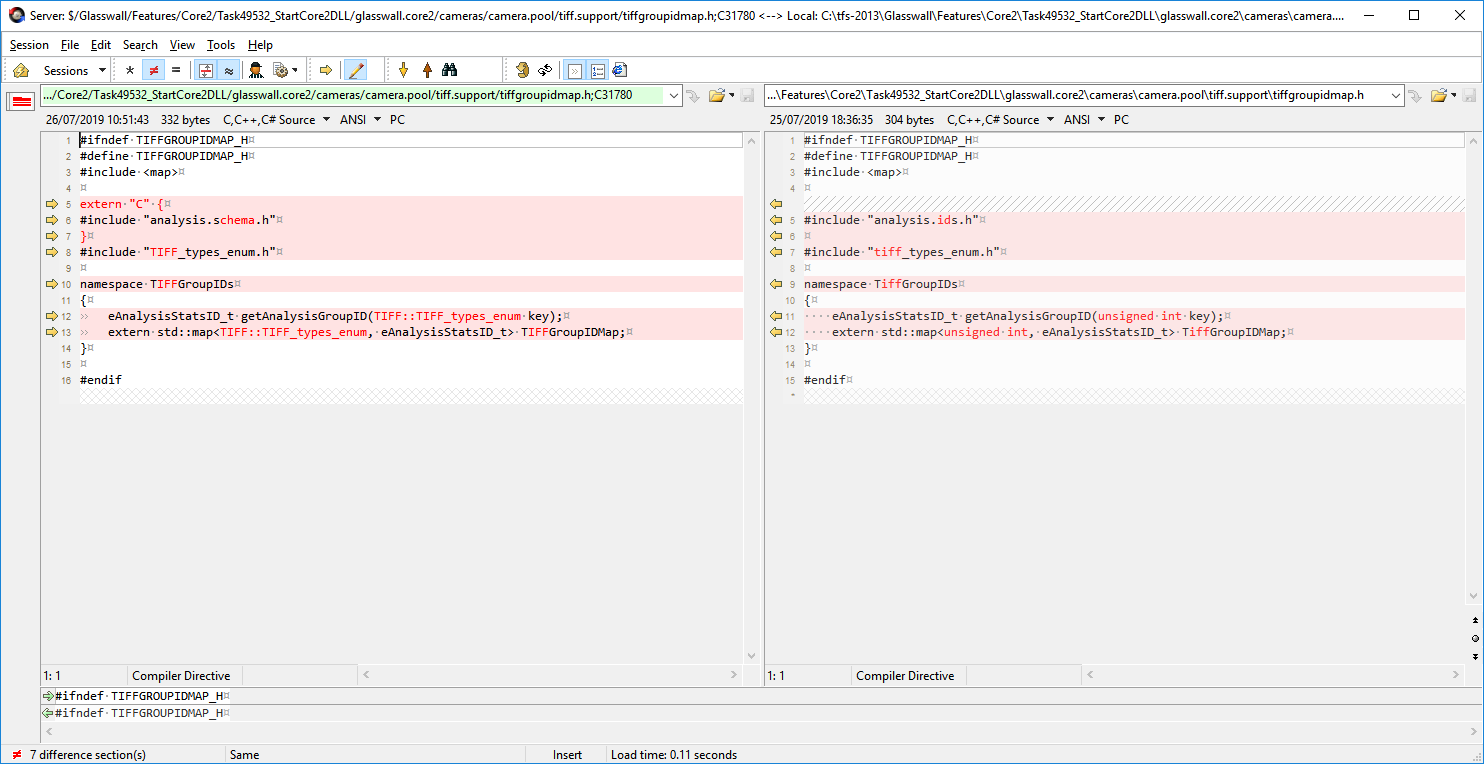 Server: $/Glasswall/Features/Core2/Task49532_StartCore2DLL/glasswall.core2/cameras/camera.pool/tiff.support/tiffgroupidmap.h;C31780 <--> Local: C:\tfs-2013\Glasswall\Features\Core2\Task49532_StartCore2DLL\glasswall.core2\cameras\camera....
Session File Edit Search View Tools Help
Sessions
.../Core2/Task49532_StartCore2DLL/glasswall.core2/cameras/camera.pool/tiff.support/tiffgroupidmap.h;C31780
26/07/2019 10:51:43 332 bytes C,C++,C# Source ANSI PC
1 #ifndef·TIFFGROUPIDMAP_H¤
2 #define·TIFFGROUPIDMAP_H¤
3 #include·<map>¤
4 ¤
5 extern·"C"·{¤
6 #include·"analysis.schema.h"¤
7 }¤
8 #include·"TIFF_types_enum.h"¤
9 ¤
10 namespace·TIFFGroupIDs¤
11 {¤
12 » eAnalysisStatsID_t·getAnalysisGroupID(TIFF::TIFF_types_enum·key);¤
13 » extern·std::map<TIFF::TIFF_types_enum,·eAnalysisStatsID_t>·TIFFGroupIDMap;¤
14 }¤
15 ¤
16 #endif
1: 1 Compiler Directive
...\Features\Core2\Task49532_StartCore2DLL\glasswall.core2\cameras\camera.pool\tiff.support\tiffgroupidmap.h
25/07/2019 18:36:35 304 bytes C,C++,C# Source ANSI PC
1 #ifndef·TIFFGROUPIDMAP_H¤
2 #define·TIFFGROUPIDMAP_H¤
3 #include·<map>¤
4 ¤
5 #include·"analysis.ids.h"¤
6 ¤
7 #include·"tiff_types_enum.h"¤
8 ¤
9 namespace·TiffGroupIDs¤
10 {¤
11 ····eAnalysisStatsID_t·getAnalysisGroupID(unsigned·int·key);¤
12 ····extern·std::map<unsigned·int,·eAnalysisStatsID_t>·TiffGroupIDMap;¤
13 }¤
14 ¤
15 #endif¤
1: 1 Compiler Directive
#ifndef·TIFFGROUPIDMAP_H¤
#ifndef·TIFFGROUPIDMAP_H¤
7 difference section(s) Same Insert Load time: 0.11 seconds